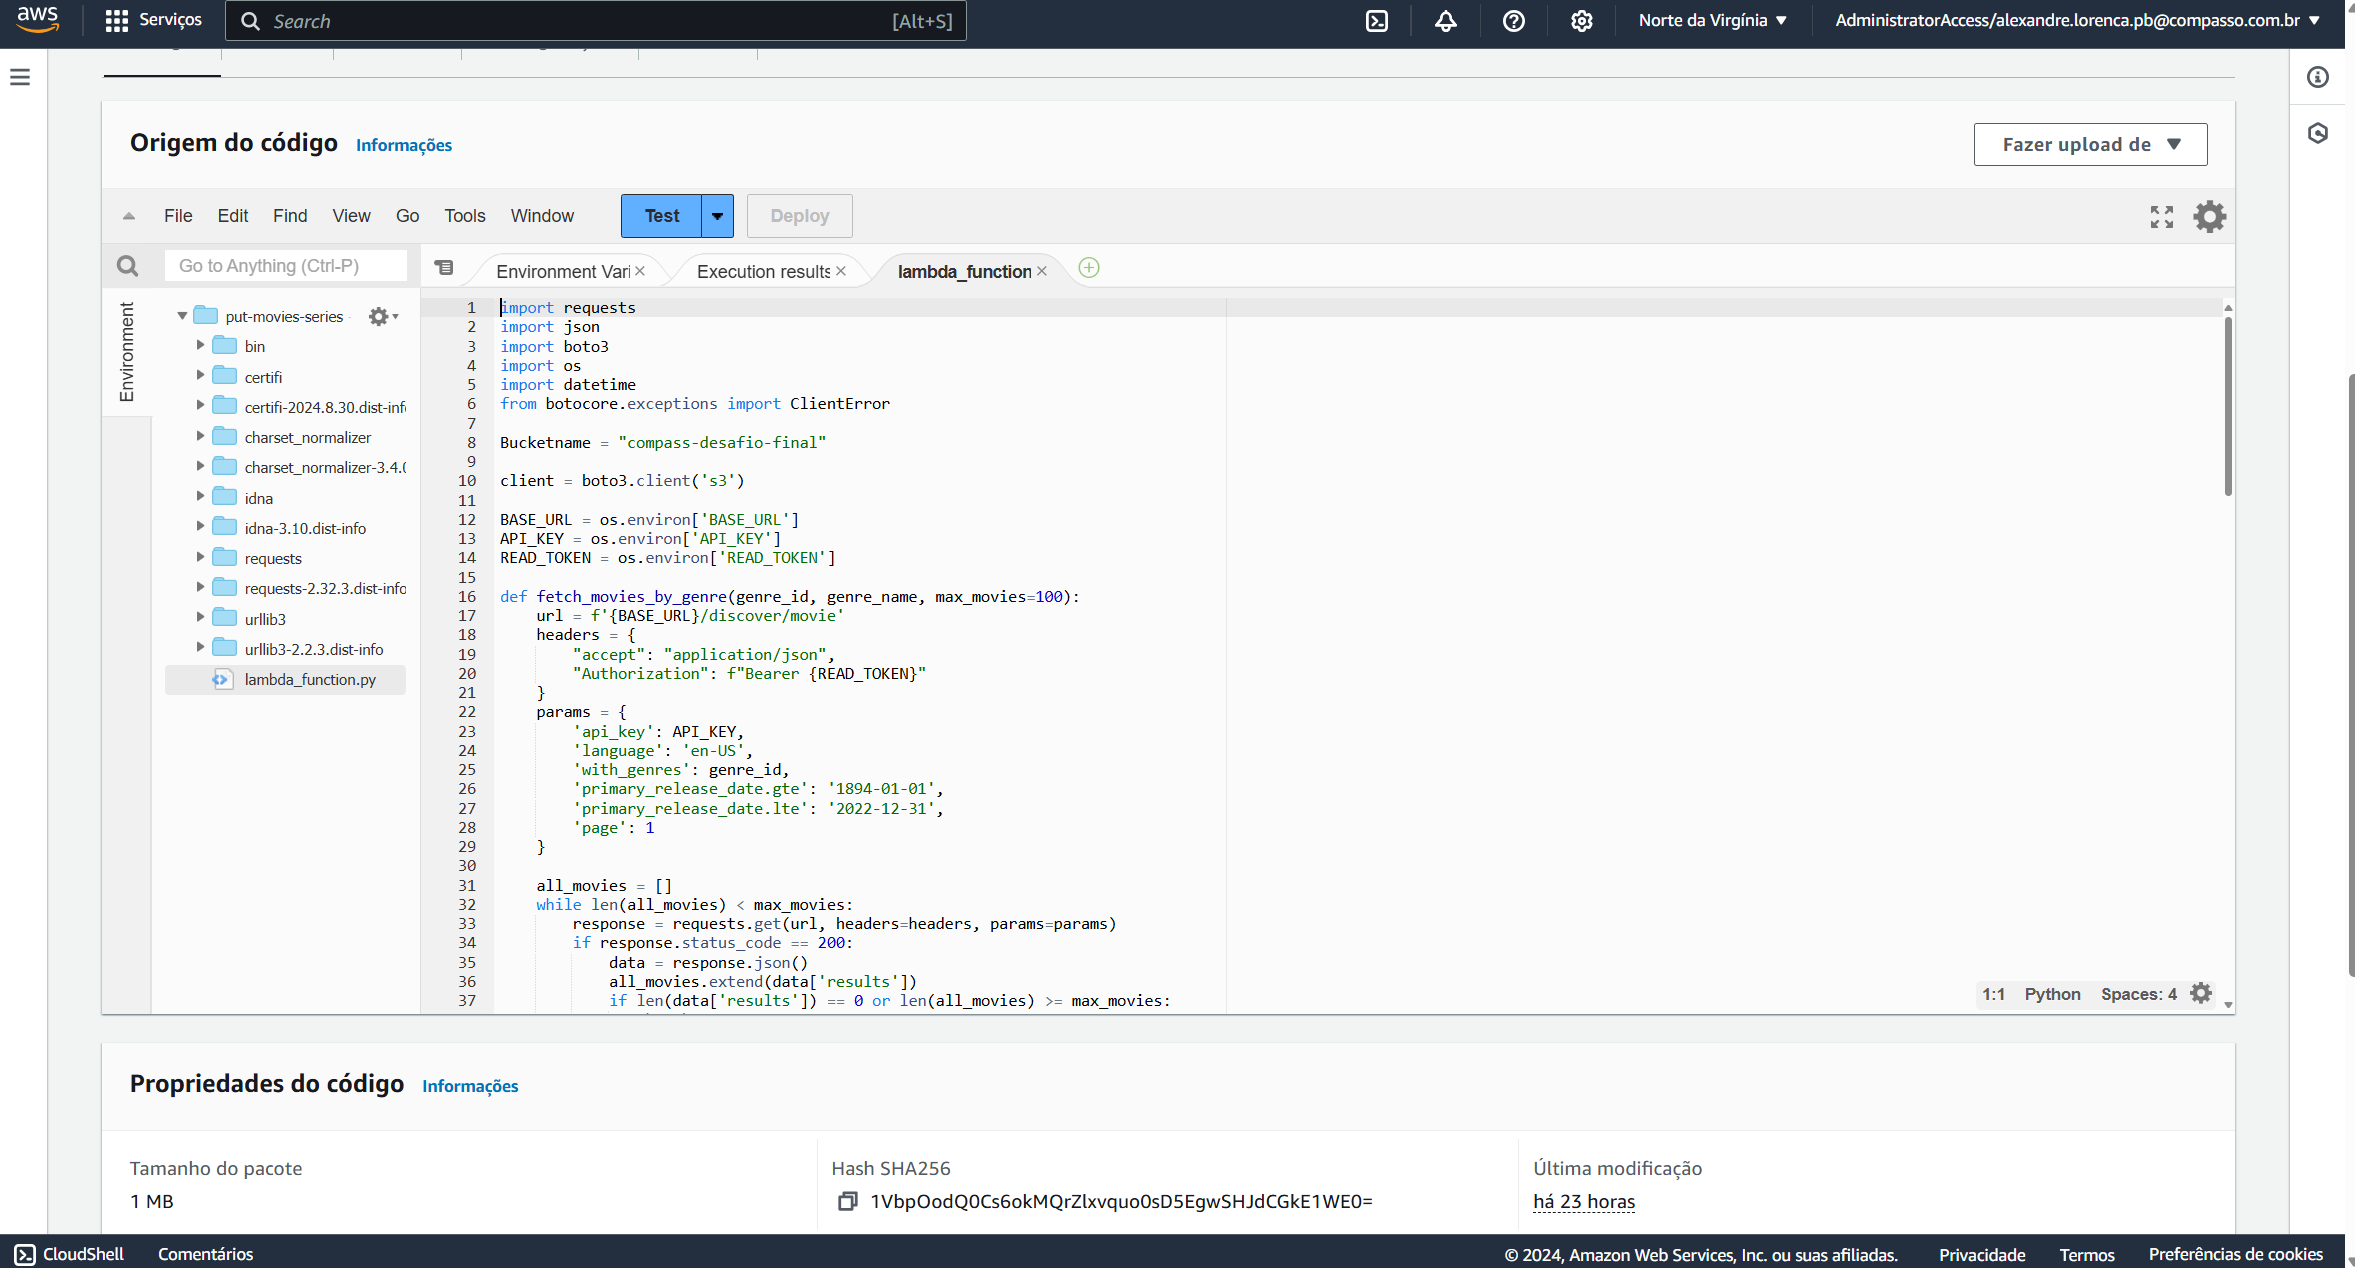 aws
Serviços
Search
[Alt+S]
Norte da Virgínia ▼
AdministratorAccess/alexandre.lorenca.pb@compasso.com.br ▼
Origem do código
Informações
Fazer upload de ▼
File Edit Find View Go Tools Window
Test
Deploy
Go to Anything (Ctrl-P)
Environment Vari
Execution results
lambda_function
Environment
put-movies-series
bin
certifi
certifi-2024.8.30.dist-inf
charset_normalizer
charset_normalizer-3.4.0
idna
idna-3.10.dist-info
requests
requests-2.32.3.dist-info
urllib3
urllib3-2.2.3.dist-info
lambda_function.py
1 import requests
2 import json
3 import boto3
4 import os
5 import datetime
6 from botocore.exceptions import ClientError
7
8 Bucketname = "compass-desafio-final"
9
10 client = boto3.client('s3')
11
12 BASE_URL = os.environ['BASE_URL']
13 API_KEY = os.environ['API_KEY']
14 READ_TOKEN = os.environ['READ_TOKEN']
15
16 def fetch_movies_by_genre(genre_id, genre_name, max_movies=100):
17     url = f'{BASE_URL}/discover/movie'
18     headers = {
19         "accept": "application/json",
20         "Authorization": f"Bearer {READ_TOKEN}"
21     }
22     params = {
23         'api_key': API_KEY,
24         'language': 'en-US',
25         'with_genres': genre_id,
26         'primary_release_date.gte': '1894-01-01',
27         'primary_release_date.lte': '2022-12-31',
28         'page': 1
29     }
30
31     all_movies = []
32     while len(all_movies) < max_movies:
33         response = requests.get(url, headers=headers, params=params)
34         if response.status_code == 200:
35             data = response.json()
36             all_movies.extend(data['results'])
37             if len(data['results']) == 0 or len(all_movies) >= max_movies:
1:1 Python Spaces: 4
Propriedades do código
Informações
Tamanho do pacote
1 MB
Hash SHA256
1VbpOodQ0Cs6okMQrZlxvquo0sD5EgwSHJdCGkE1WE0=
Última modificação
há 23 horas
CloudShell
Comentários
© 2024, Amazon Web Services, Inc. ou suas afiliadas.
Privacidade
Termos
Preferências de cookies